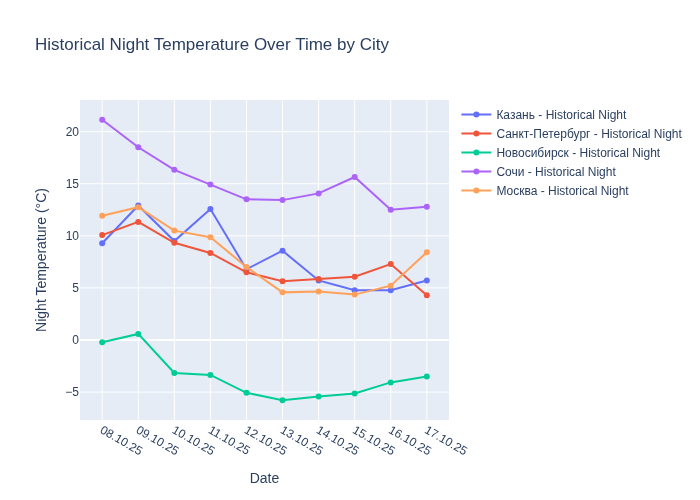 Historical Night Temperature Over Time by City
Казань - Historical Night
Санкт-Петербург - Historical Night
Новосибирск - Historical Night
Сочи - Historical Night
Москва - Historical Night
Night Temperature (°C)
20
15
10
5
0
−5
08.10.25
09.10.25
10.10.25
11.10.25
12.10.25
13.10.25
14.10.25
15.10.25
16.10.25
17.10.25
Date